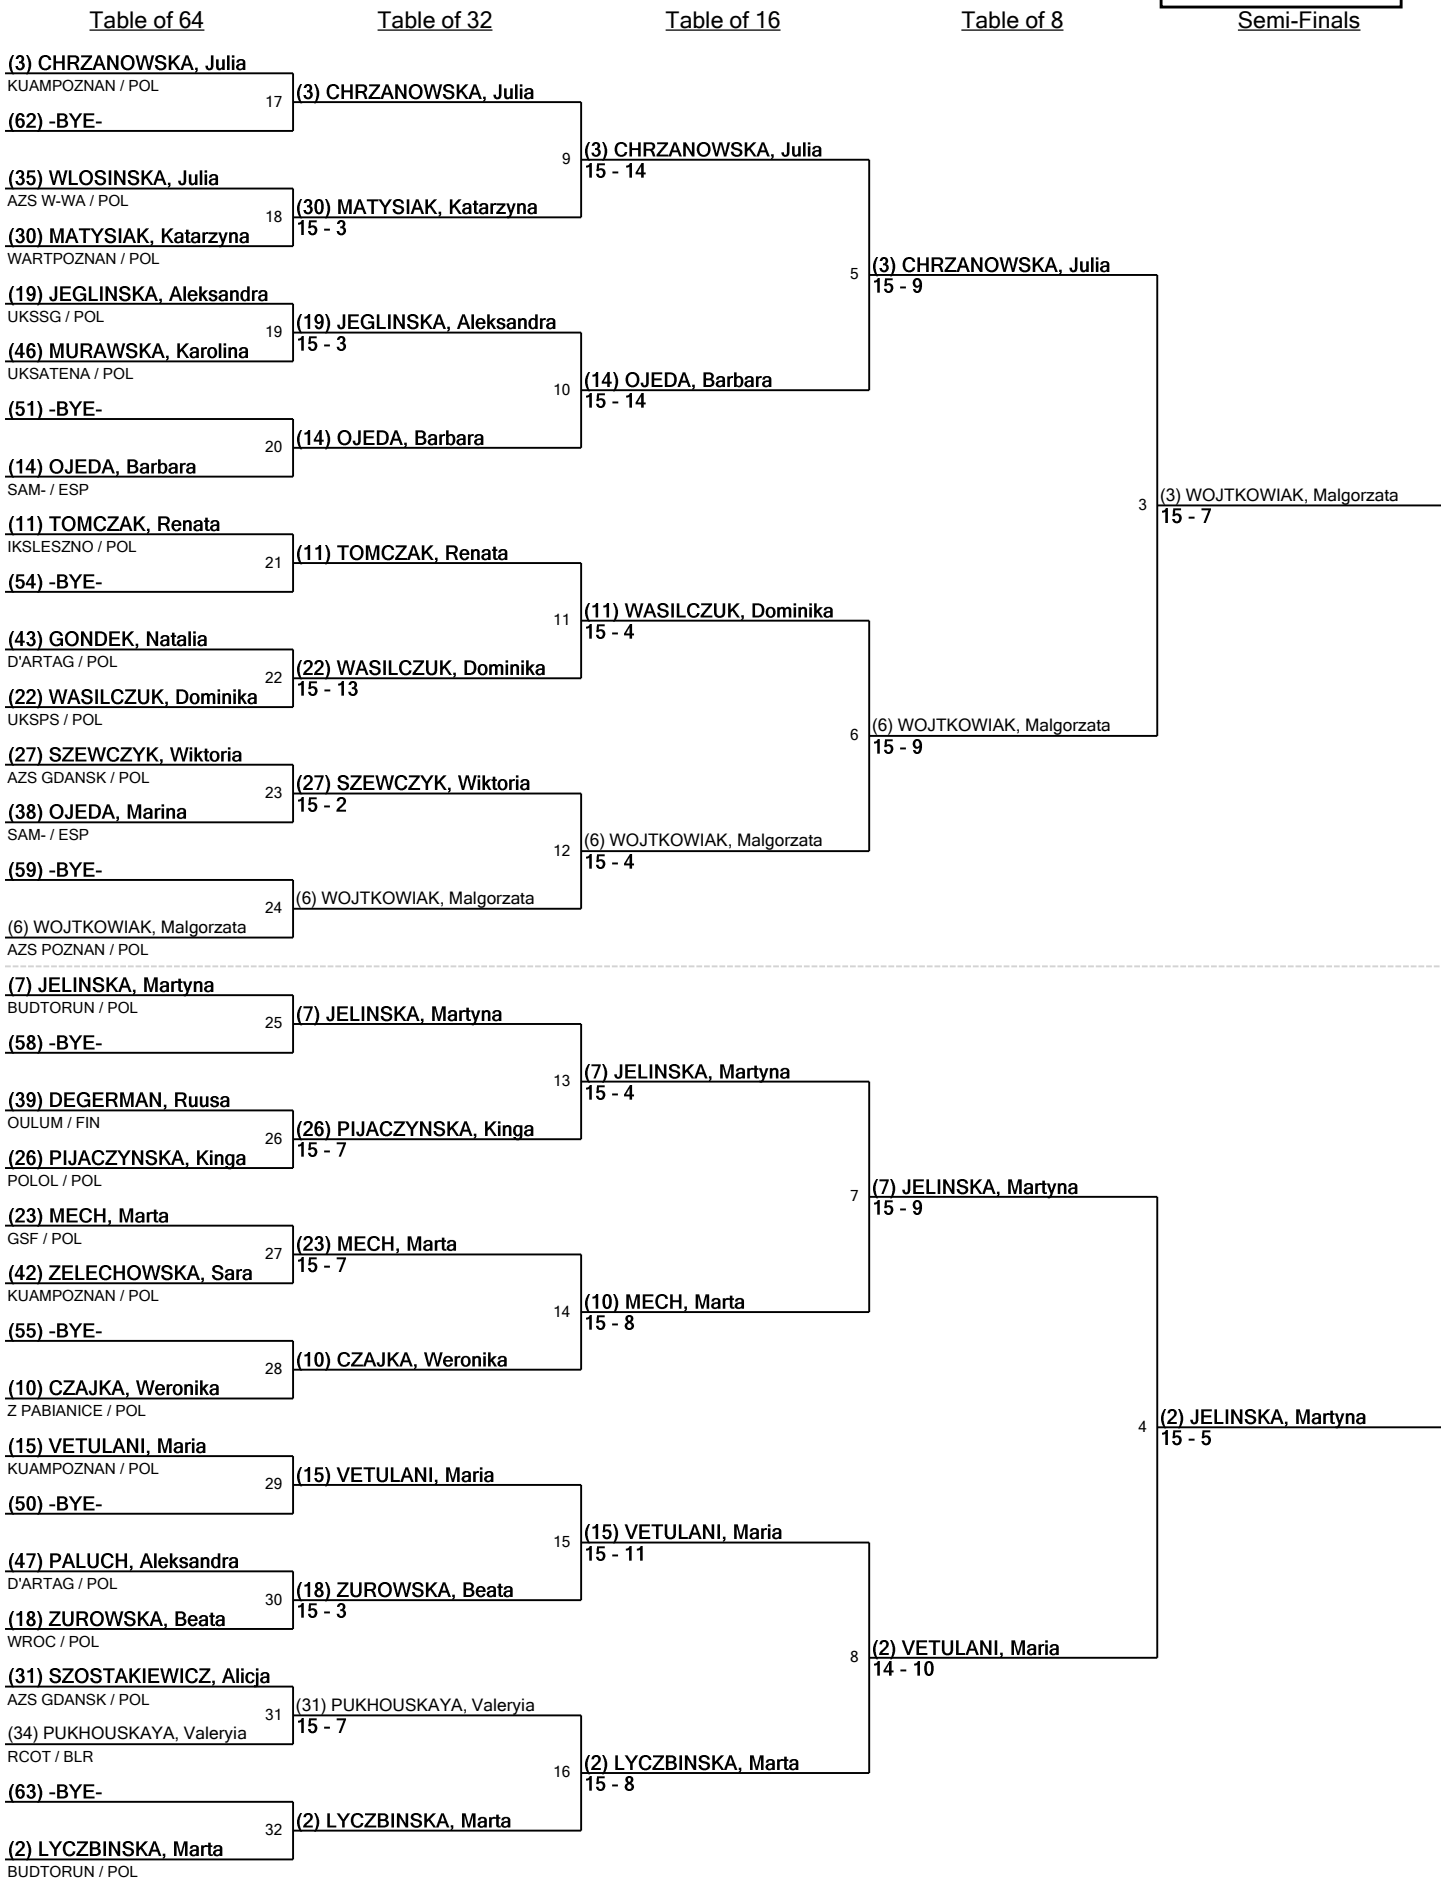 Table of 64
Table of 32
Table of 16
Table of 8
Semi-Finals
(3) CHRZANOWSKA, Julia
KUAMPOZNAN / POL
17
(62) -BYE-
(3) CHRZANOWSKA, Julia
(35) WLOSINSKA, Julia
AZS W-WA / POL
18
(30) MATYSIAK, Katarzyna
WARTPOZNAN / POL
(30) MATYSIAK, Katarzyna
15 - 3
9
(3) CHRZANOWSKA, Julia
15 - 14
(19) JEGLINSKA, Aleksandra
UKSSG / POL
19
(46) MURAWSKA, Karolina
UKSATENA / POL
(19) JEGLINSKA, Aleksandra
15 - 3
(51) -BYE-
20
(14) OJEDA, Barbara
SAM- / ESP
(14) OJEDA, Barbara
10
(14) OJEDA, Barbara
15 - 14
5
(3) CHRZANOWSKA, Julia
15 - 9
(11) TOMCZAK, Renata
IKSLESZNO / POL
21
(54) -BYE-
(11) TOMCZAK, Renata
(43) GONDEK, Natalia
D'ARTAG / POL
22
(22) WASILCZUK, Dominika
UKSPS / POL
(22) WASILCZUK, Dominika
15 - 13
11
(11) WASILCZUK, Dominika
15 - 4
(27) SZEWCZYK, Wiktoria
AZS GDANSK / POL
23
(38) OJEDA, Marina
SAM- / ESP
(27) SZEWCZYK, Wiktoria
15 - 2
(59) -BYE-
24
(6) WOJTKOWIAK, Malgorzata
AZS POZNAN / POL
(6) WOJTKOWIAK, Malgorzata
12
(6) WOJTKOWIAK, Malgorzata
15 - 4
6
(6) WOJTKOWIAK, Malgorzata
15 - 9
3
(3) WOJTKOWIAK, Malgorzata
15 - 7
(7) JELINSKA, Martyna
BUDTORUN / POL
25
(58) -BYE-
(7) JELINSKA, Martyna
(39) DEGERMAN, Ruusa
OULUM / FIN
26
(26) PIJACZYNSKA, Kinga
POLOL / POL
(26) PIJACZYNSKA, Kinga
15 - 7
13
(7) JELINSKA, Martyna
15 - 4
(23) MECH, Marta
GSF / POL
27
(42) ZELECHOWSKA, Sara
KUAMPOZNAN / POL
(23) MECH, Marta
15 - 7
(55) -BYE-
28
(10) CZAJKA, Weronika
Z PABIANICE / POL
(10) CZAJKA, Weronika
14
(10) MECH, Marta
15 - 8
7
(7) JELINSKA, Martyna
15 - 9
(15) VETULANI, Maria
KUAMPOZNAN / POL
29
(50) -BYE-
(15) VETULANI, Maria
(47) PALUCH, Aleksandra
D'ARTAG / POL
30
(18) ZUROWSKA, Beata
WROC / POL
(18) ZUROWSKA, Beata
15 - 3
15
(15) VETULANI, Maria
15 - 11
(31) SZOSTAKIEWICZ, Alicja
AZS GDANSK / POL
31
(34) PUKHOUSKAYA, Valeryia
RCOT / BLR
(31) PUKHOUSKAYA, Valeryia
15 - 7
(63) -BYE-
32
(2) LYCZBINSKA, Marta
BUDTORUN / POL
(2) LYCZBINSKA, Marta
16
(2) LYCZBINSKA, Marta
15 - 8
8
(2) VETULANI, Maria
14 - 10
4
(2) JELINSKA, Martyna
15 - 5